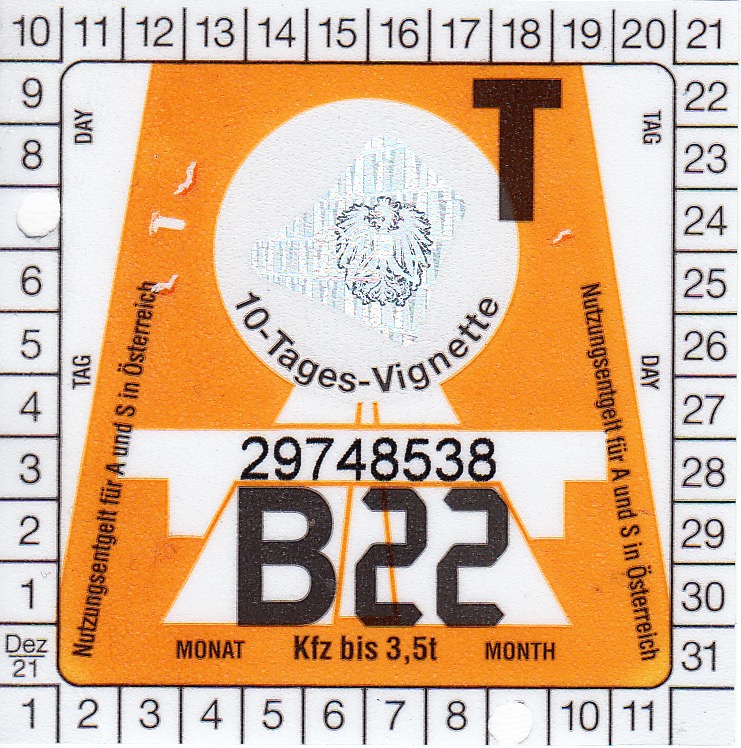 10 11 12 13 14 15 16 17 18 19 20 21
9 22
8 23
24
6 25
5 26
4 27
3 28
2 29
1 30
Dez
21
31
1 2 3 4 5 6 7 8 10 11
DAY
TAG
TAG
DAY
T
10-Tages-Vignette
Nutzungsentgelt für A und S in Österreich
Nutzungsentgelt für A und S in Österreich
29748538
B22
MONAT Kfz bis 3,5t MONTH